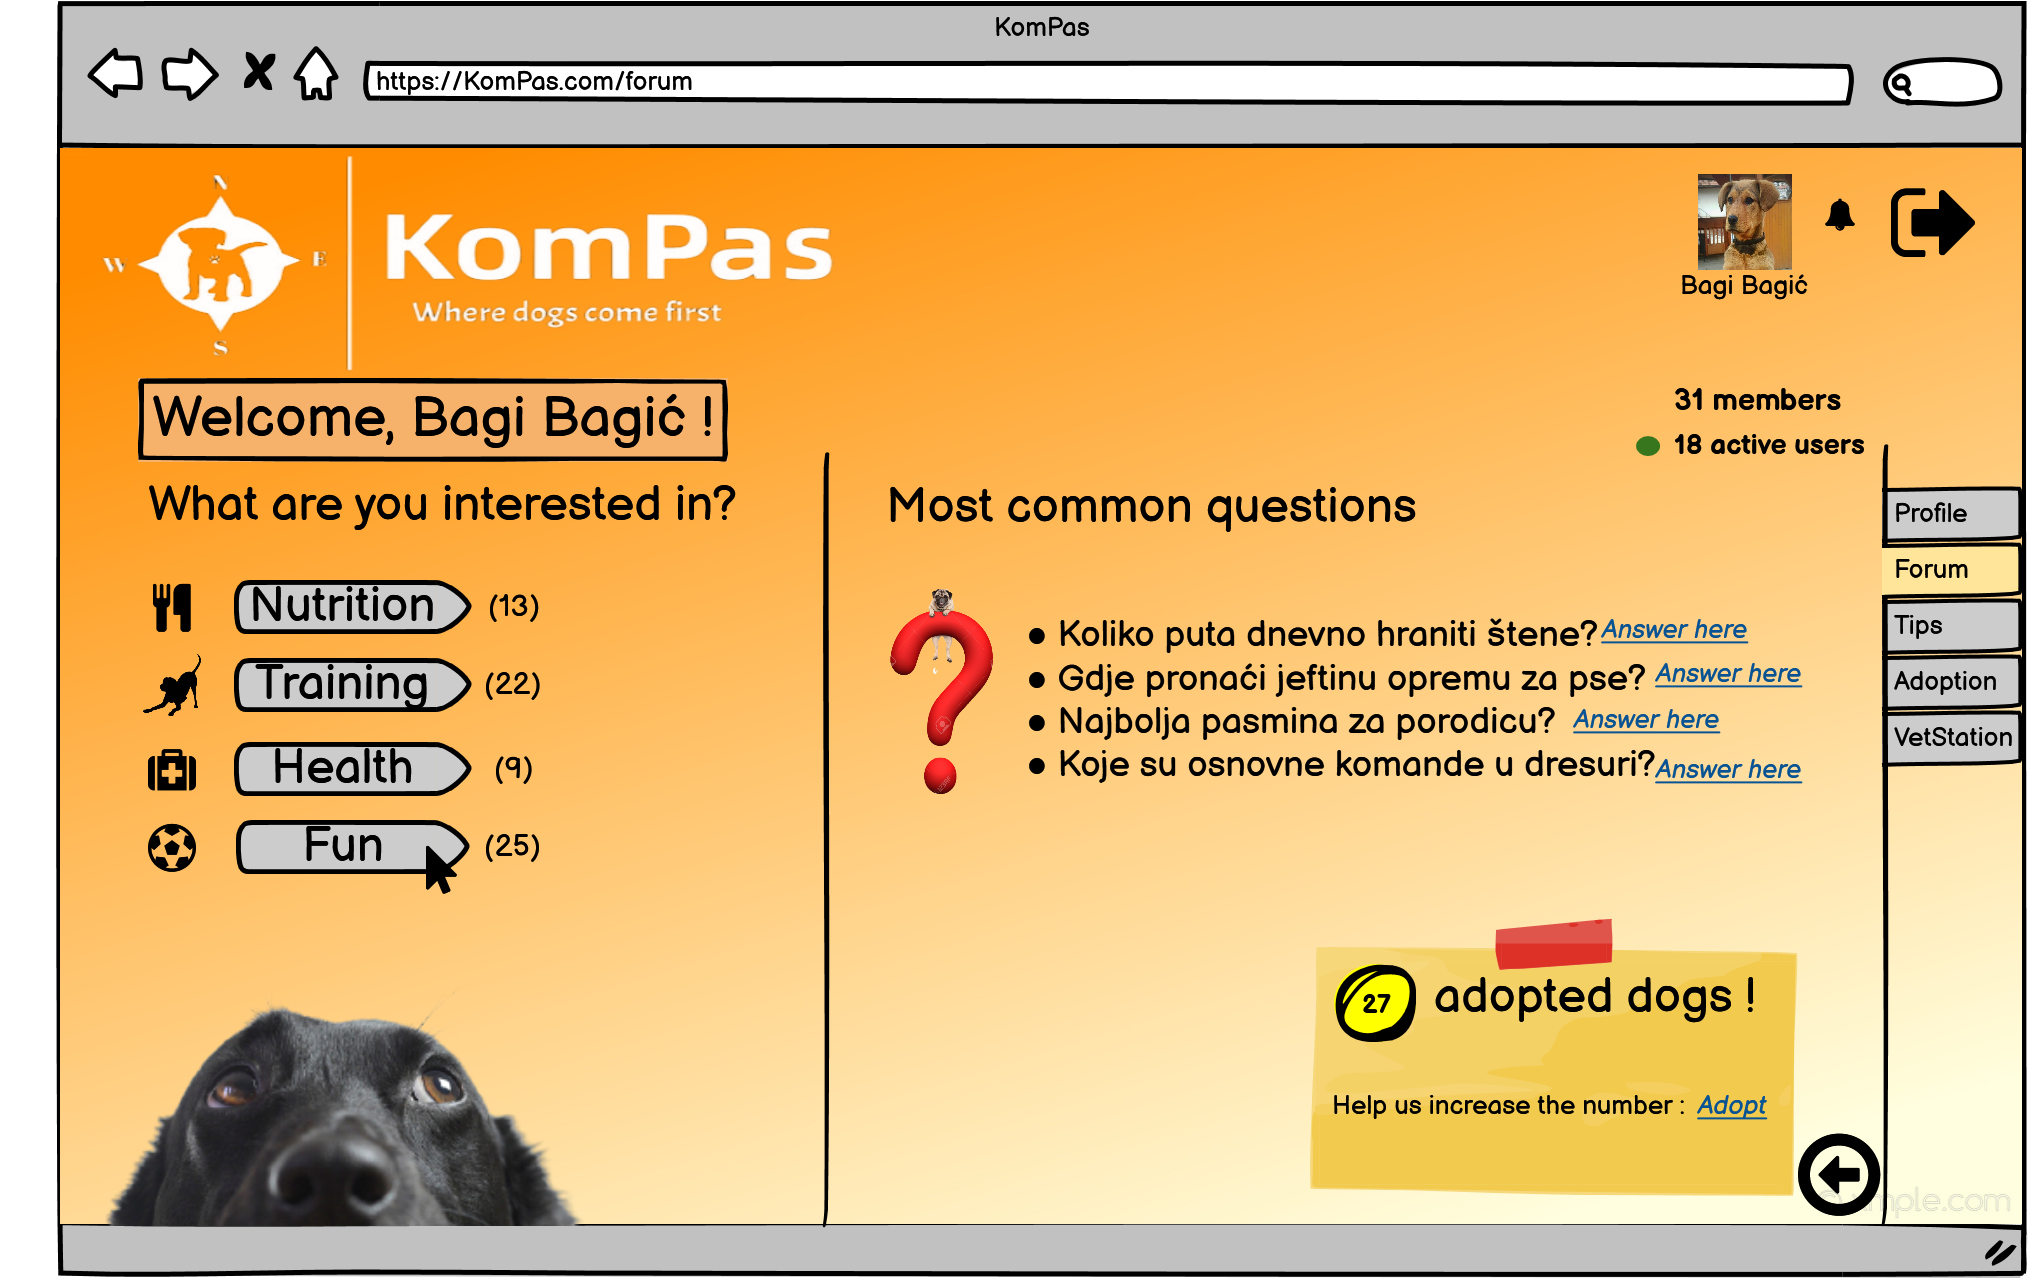 KomPas
https://KomPas.com/forum
N
W
E
S
KomPas
Where dogs come first
Bagi Bagić
Welcome, Bagi Bagić !
31 members
18 active users
What are you interested in?
Nutrition (13)
Training (22)
Health (9)
Fun (25)
Most common questions
• Koliko puta dnevno hraniti štene? Answer here
• Gdje pronaći jeftinu opremu za pse? Answer here
• Najbolja pasmina za porodicu? Answer here
• Koje su osnovne komande u dresuri? Answer here
Profile
Forum
Tips
Adoption
VetStation
27 adopted dogs !
Help us increase the number : Adopt